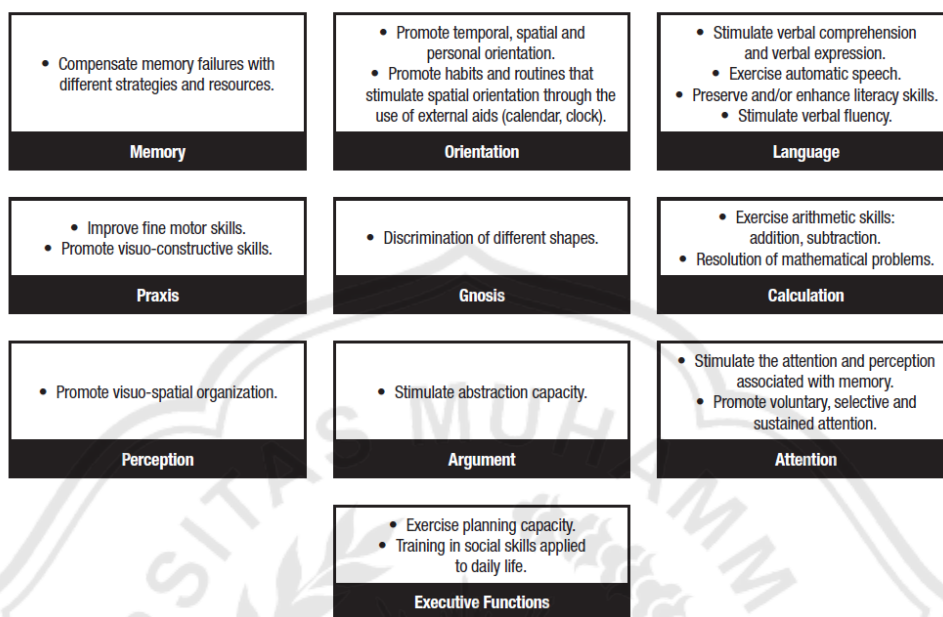 • Compensate memory failures with
different strategies and resources.
Memory
• Promote temporal, spatial and
personal orientation.
• Promote habits and routines that
stimulate spatial orientation through the
use of external aids (calendar, clock).
Orientation
• Stimulate verbal comprehension
and verbal expression.
• Exercise automatic speech.
• Preserve and/or enhance literacy skills.
• Stimulate verbal fluency.
Language
• Improve fine motor skills.
• Promote visuo-constructive skills.
Praxis
• Discrimination of different shapes.
Gnosis
• Exercise arithmetic skills:
addition, subtraction.
• Resolution of mathematical problems.
Calculation
• Promote visuo-spatial organization.
Perception
• Stimulate abstraction capacity.
Argument
• Stimulate the attention and perception
associated with memory.
• Promote voluntary, selective and
sustained attention.
Attention
• Exercise planning capacity.
• Training in social skills applied
to daily life.
Executive Functions
SITAS MUHAMM